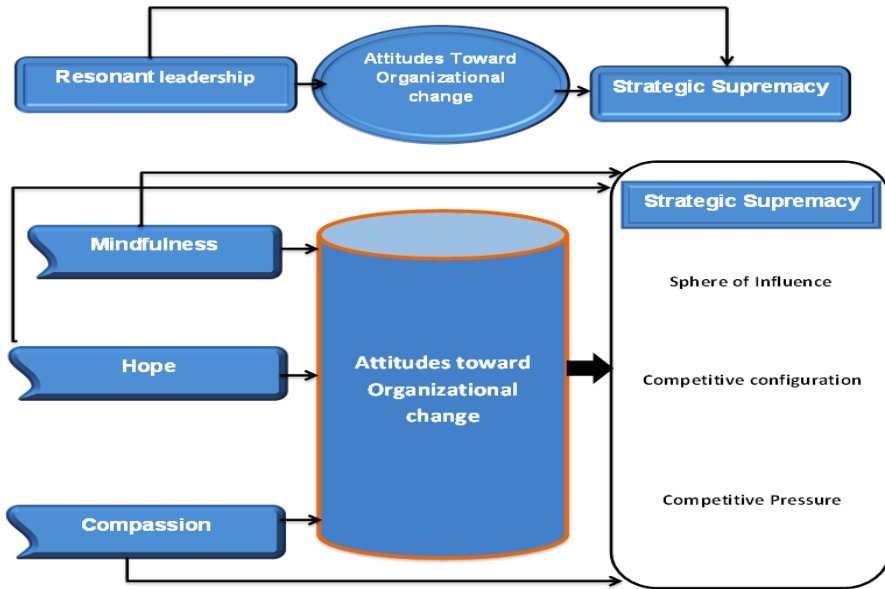 Resonant leadership
Attitudes Toward
Organizational
change
Strategic Supremacy
Strategic Supremacy
Mindfulness
Sphere of Influence
Hope
Attitudes toward
Organizational
change
Competitive configuration
Competitive Pressure
Compassion